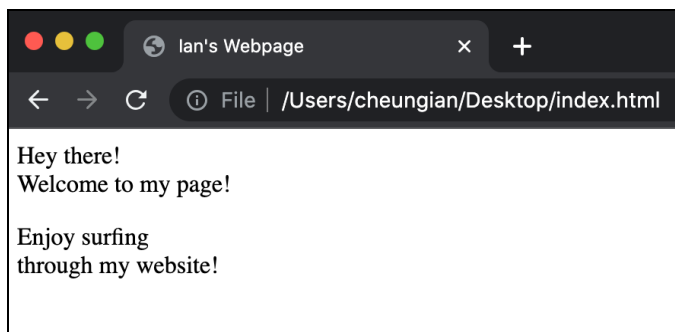 Ian's Webpage
File /Users/cheungian/Desktop/index.html
Hey there!
Welcome to my page!
Enjoy surfing
through my website!